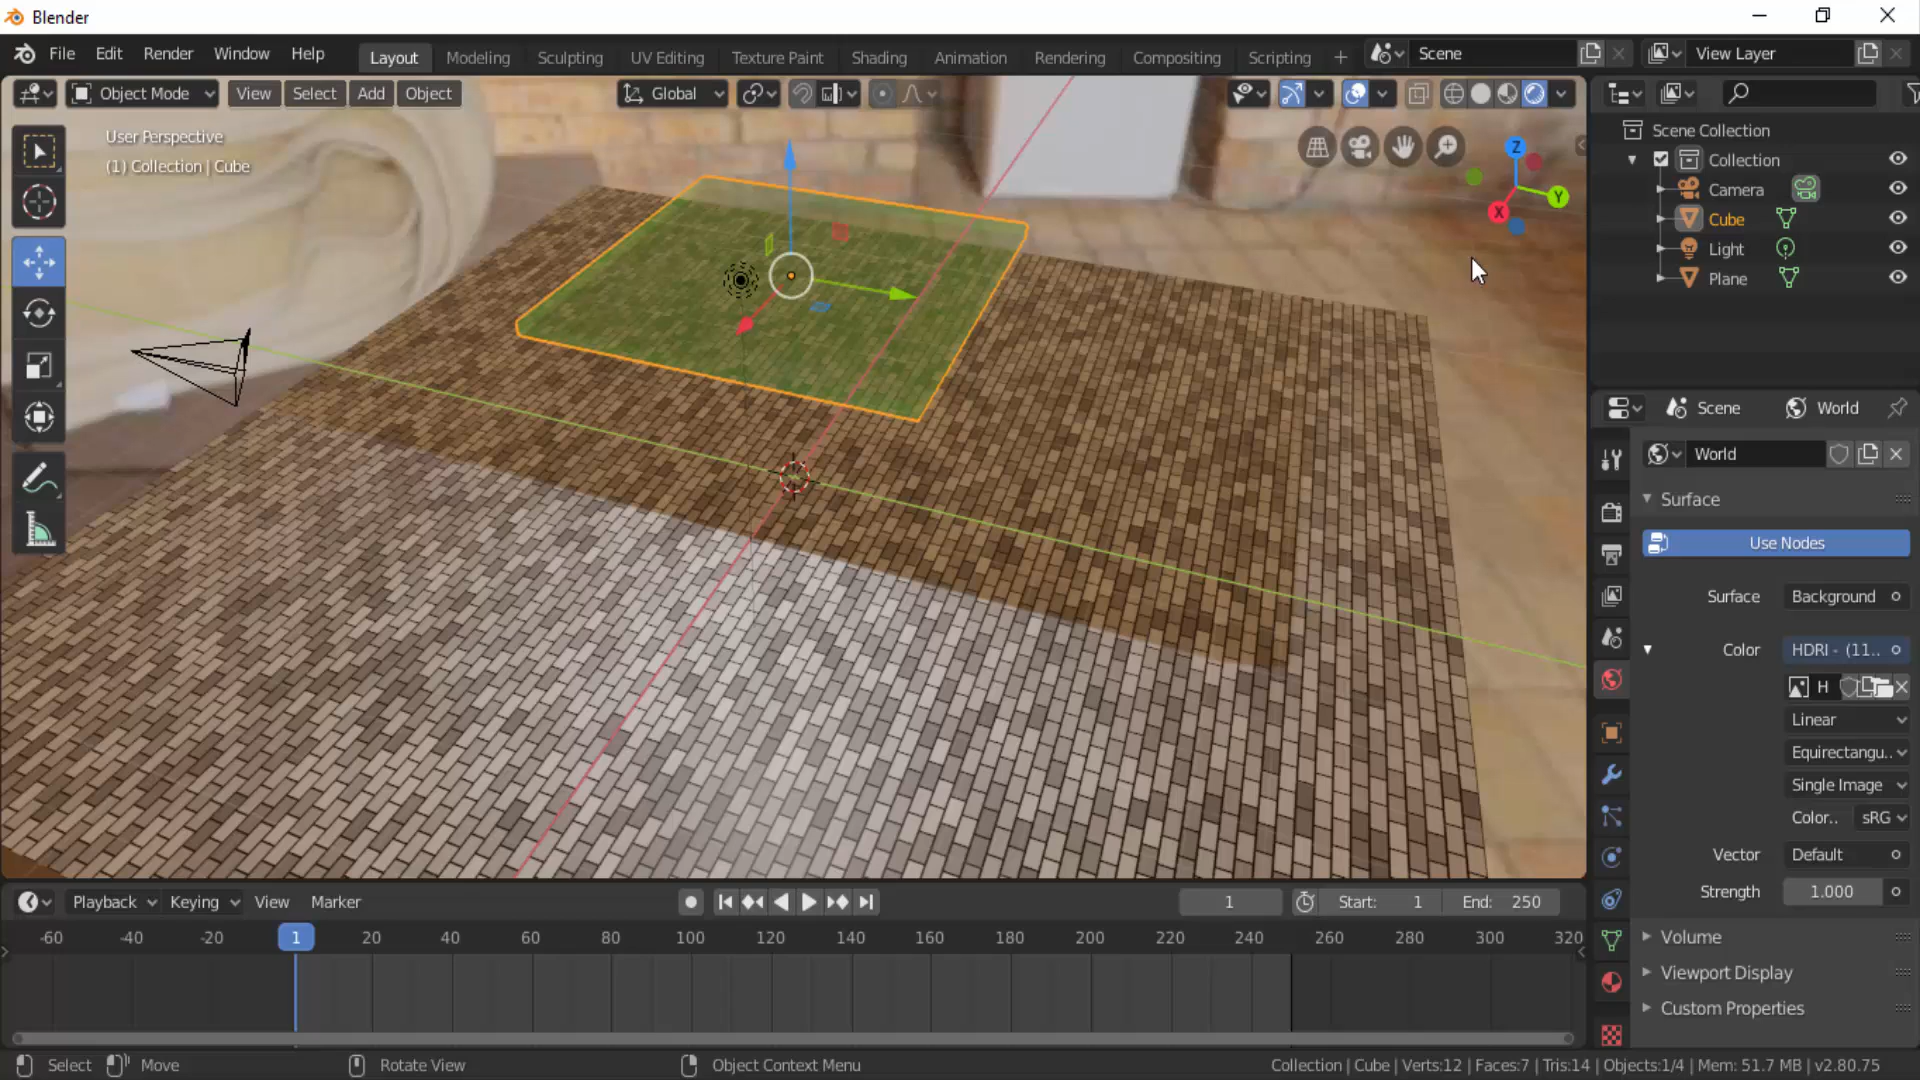 Blender
File Edit Render Window Help
Layout Modeling Sculpting UV Editing Texture Paint Shading Animation Rendering Compositing Scripting +
Scene
View Layer
Object Mode View Select Add Object
Global
User Perspective
(1) Collection | Cube
Z
Y
X
Scene Collection
Collection
Camera
Cube
Light
Plane
Scene World
World
Surface
Use Nodes
Surface Background
Color HDRI - (11..
H
Linear
Equirectangu..
Single Image
Color.. sRG
Vector Default
Strength 1.000
Volume
Viewport Display
Custom Properties
Playback Keying View Marker
1
Start: 1
End: 250
-60 -40 -20 1 20 40 60 80 100 120 140 160 180 200 220 240 260 280 300 320
Select Move Rotate View Object Context Menu
Collection | Cube | Verts:12 | Faces:7 | Tris:14 | Objects:1/4 | Mem: 51.7 MB | v2.80.75